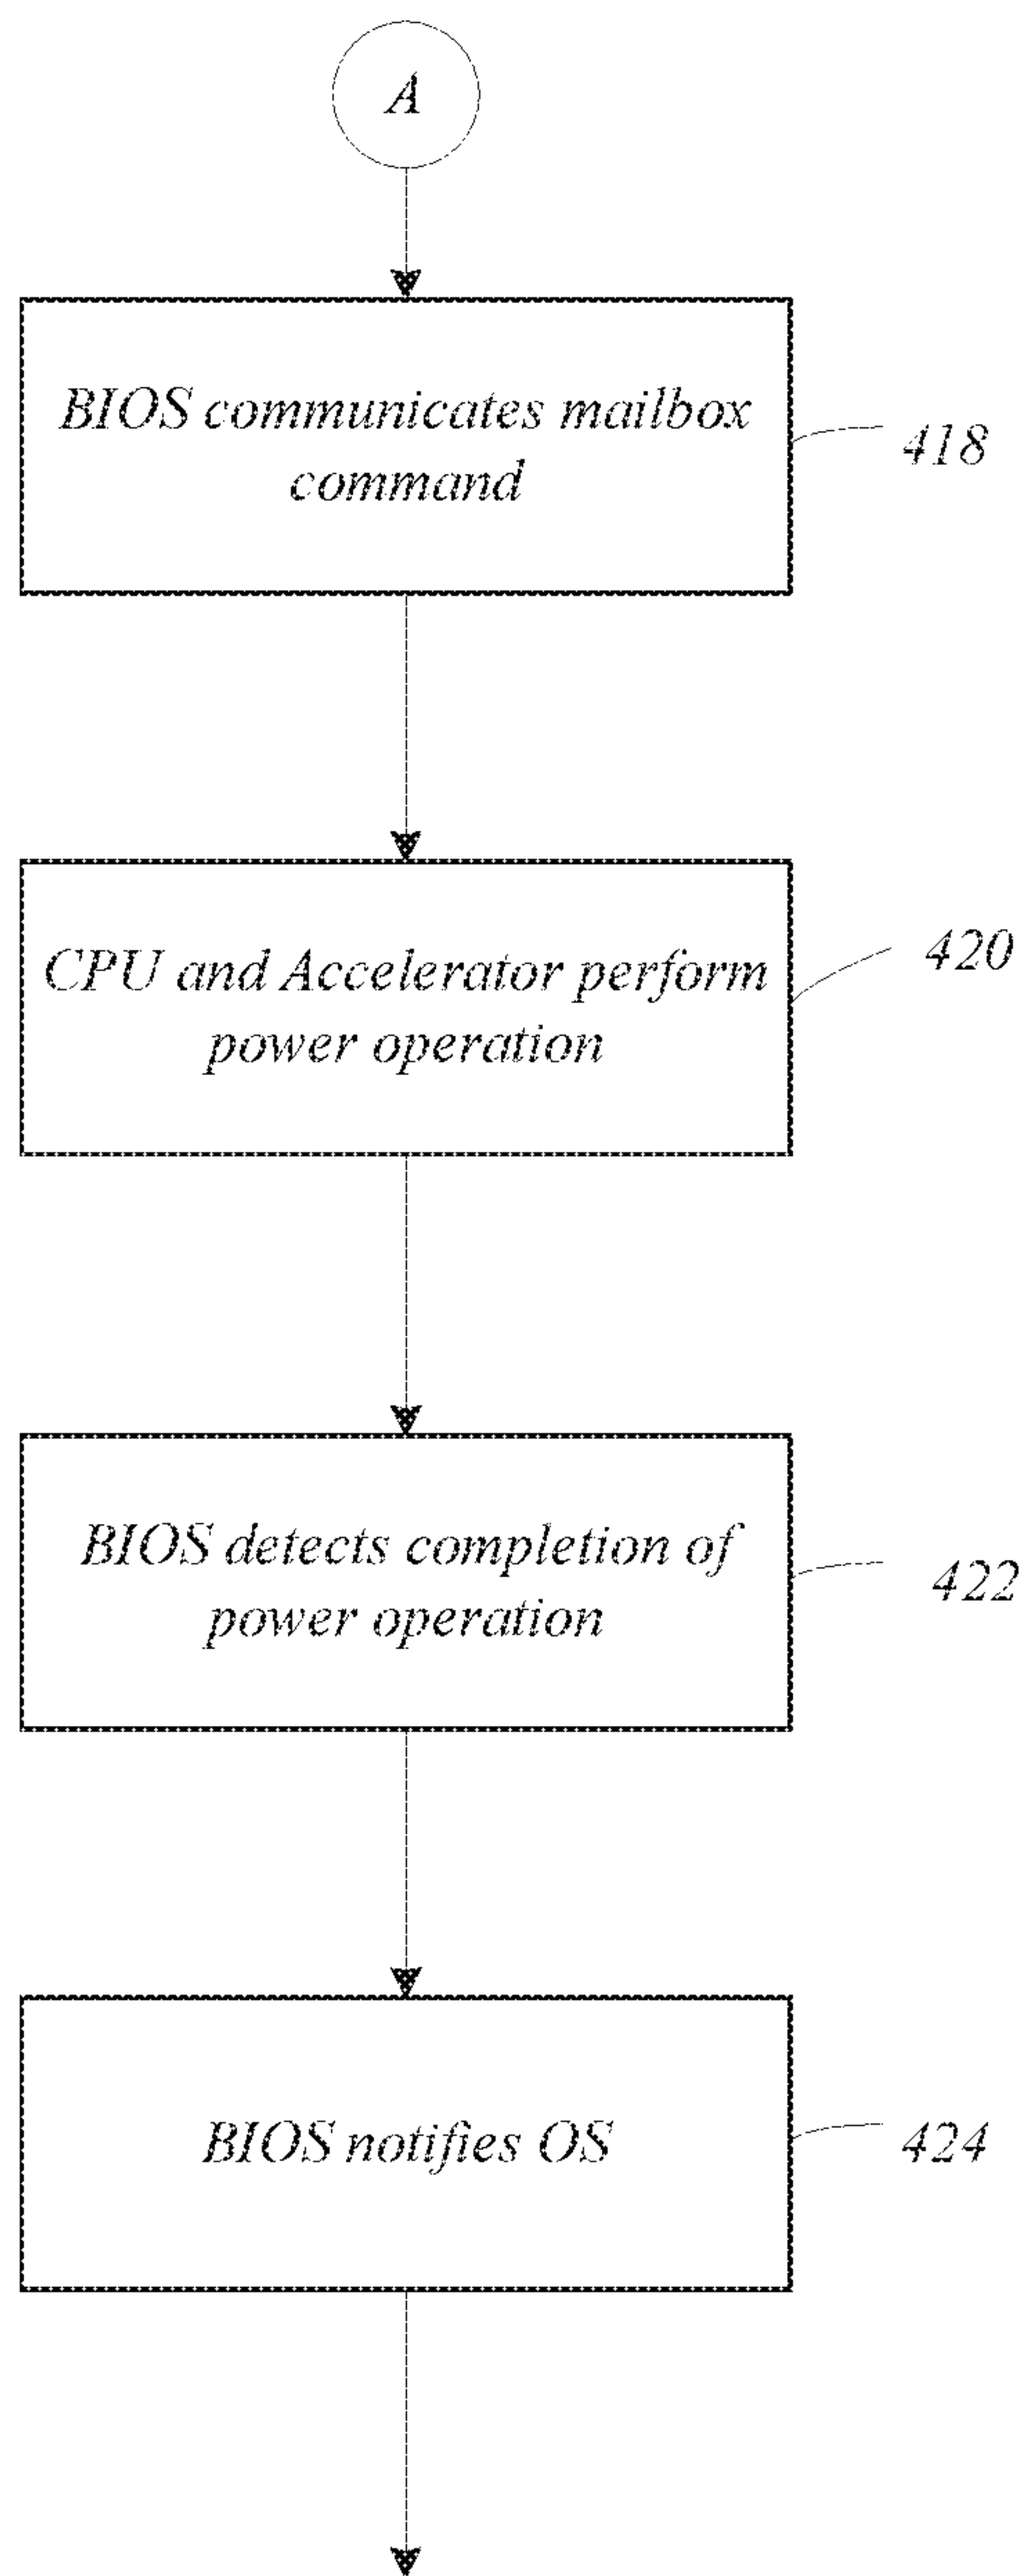 A
BIOS communicates mailbox
command
418
CPU and Accelerator perform
power operation
420
BIOS detects completion of
power operation
422
BIOS notifies OS
424